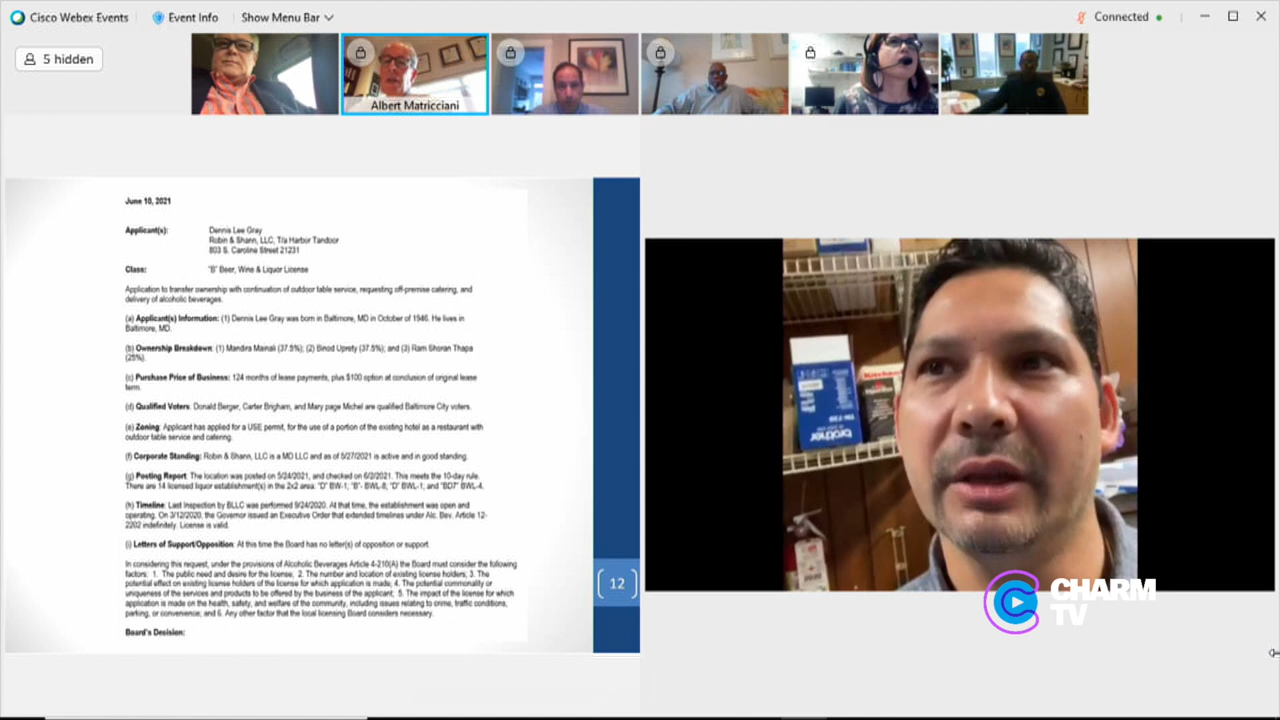 Cisco Webex Events
Event Info
Show Menu Bar
Connected
5 hidden
Albert Matricciani
June 10, 2021
Applicant(s): Dennis Lee Gray
Robin & Shann, LLC, T/a Harbor Tandoor
803 S. Caroline Street 21231
Class: "B" Beer, Wine & Liquor License
Application to transfer ownership with continuation of outdoor table service, requesting off-premise catering, and
delivery of alcoholic beverages.
(a) Applicant(s) Information: (1) Dennis Lee Gray was born in Baltimore, MD in October of 1946. He lives in
Baltimore, MD.
(b) Ownership Breakdown: (1) Mandira Mainali (37.5%); (2) Binod Uprety (37.5%); and (3) Ram Shoran Thapa
(25%).
(c) Purchase Price of Business: 124 months of lease payments, plus $100 option at conclusion of original lease
term.
(d) Qualified Voters: Donald Berger, Carter Brigham, and Mary page Michel are qualified Baltimore City voters.
(e) Zoning: Applicant has applied for a USE permit, for the use of a portion of the existing hotel as a restaurant with
outdoor table service and catering.
(f) Corporate Standing: Robin & Shann, LLC is a MD LLC and as of 5/27/2021 is active and in good standing.
(g) Posting Report: The location was posted on 5/24/2021, and checked on 6/2/2021. This meets the 10-day rule.
There are 14 licensed liquor establishment(s) in the 2x2 area: "D" BW-1; "B"- BWL-8; "D" BWL-1, and "BD7" BWL-4.
(h) Timeline: Last Inspection by BLLC was performed 9/24/2020. At that time, the establishment was open and
operating. On 3/12/2020, the Governor issued an Executive Order that extended timelines under Alc. Bev. Article 12-
2202 indefinitely. License is valid.
(i) Letters of Support/Opposition: At this time the Board has no letter(s) of opposition or support.
In considering this request, under the provisions of Alcoholic Beverages Article 4-210(A) the Board must consider the following
factors: 1. The public need and desire for the license; 2. The number and location of existing license holders; 3. The
potential effect on existing license holders of the license for which application is made; 4. The potential commonality or
uniqueness of the services and products to be offered by the business of the applicant; 5. The impact of the license for which
application is made on the health, safety, and welfare of the community, including issues relating to crime, traffic conditions,
parking, or convenience; and 6. Any other factor that the local licensing Board considers necessary.
Board's Decision:
12
brother
CHARM
TV